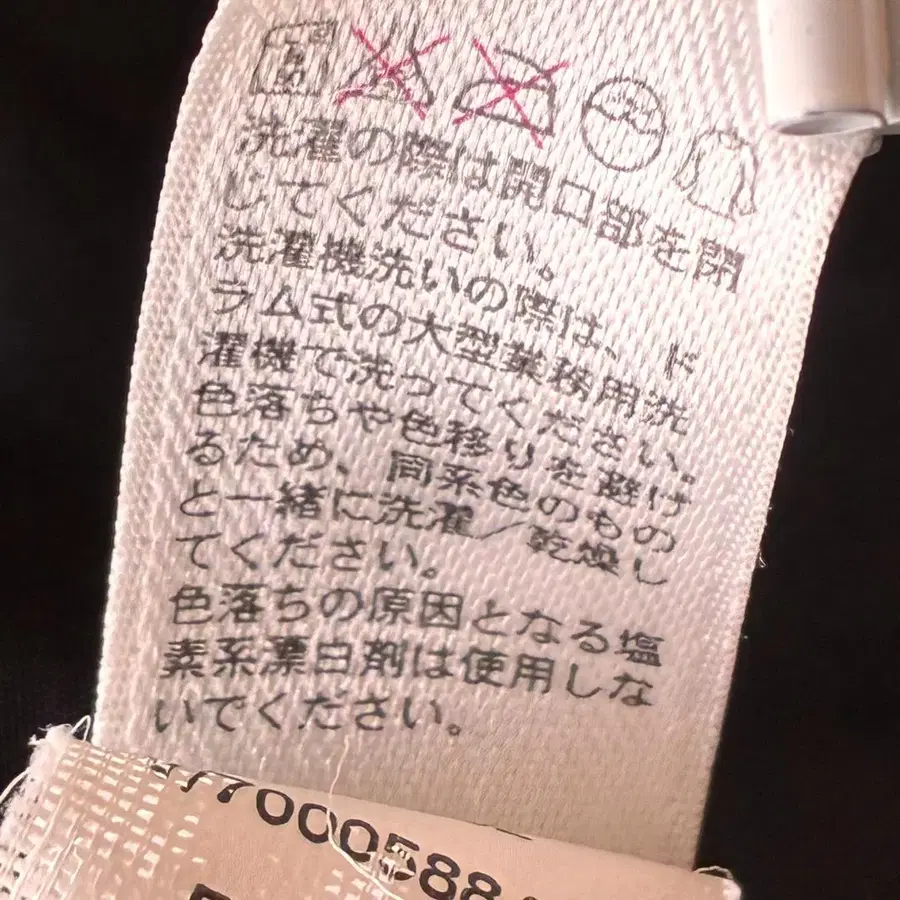 洗濯の際は開口部を閉
じてください。
洗濯機洗いの際は、ド
ラム式の大型業務用洗
濯機で洗ってください。
色落ちや色移りを避け
るため、同系色のもの
と一緒に洗濯/乾燥し
てください。
色落ちの原因となる塩
素系漂白剤は使用しな
いでください。
7000588